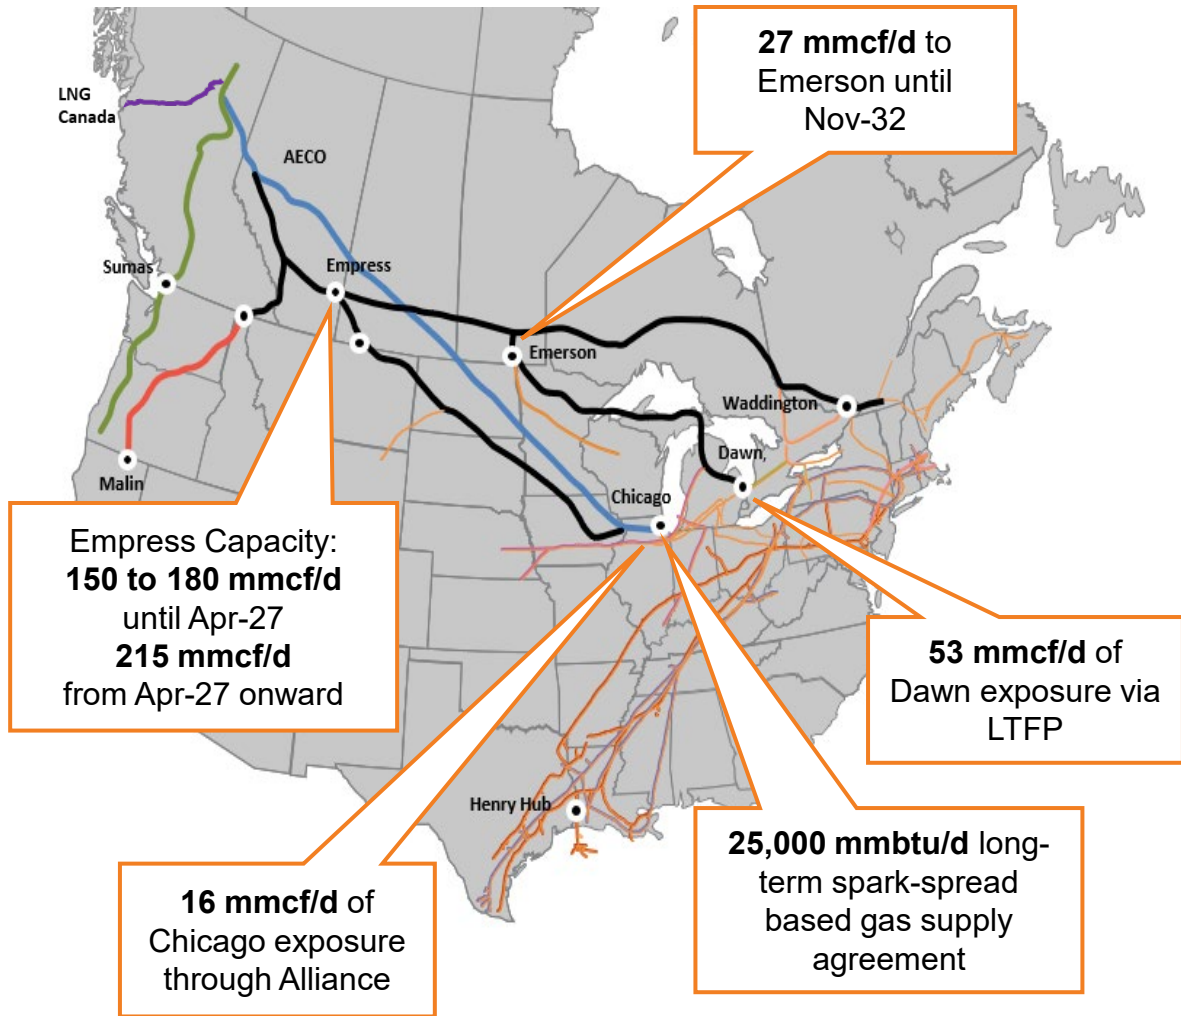 27 mmcf/d to
Emerson until
Nov-32
LNG
Canada
AECO
Sumas
Empress
Emerson
Waddington
Dawn,
Malin
Chicago
Empress Capacity:
150 to 180 mmcf/d
until Apr-27
215 mmcf/d
from Apr-27 onward
53 mmcf/d of
Dawn exposure via
LTFP
Henry Hub
25,000 mmbtu/d long-
term spark-spread
based gas supply
agreement
16 mmcf/d of
Chicago exposure
through Alliance